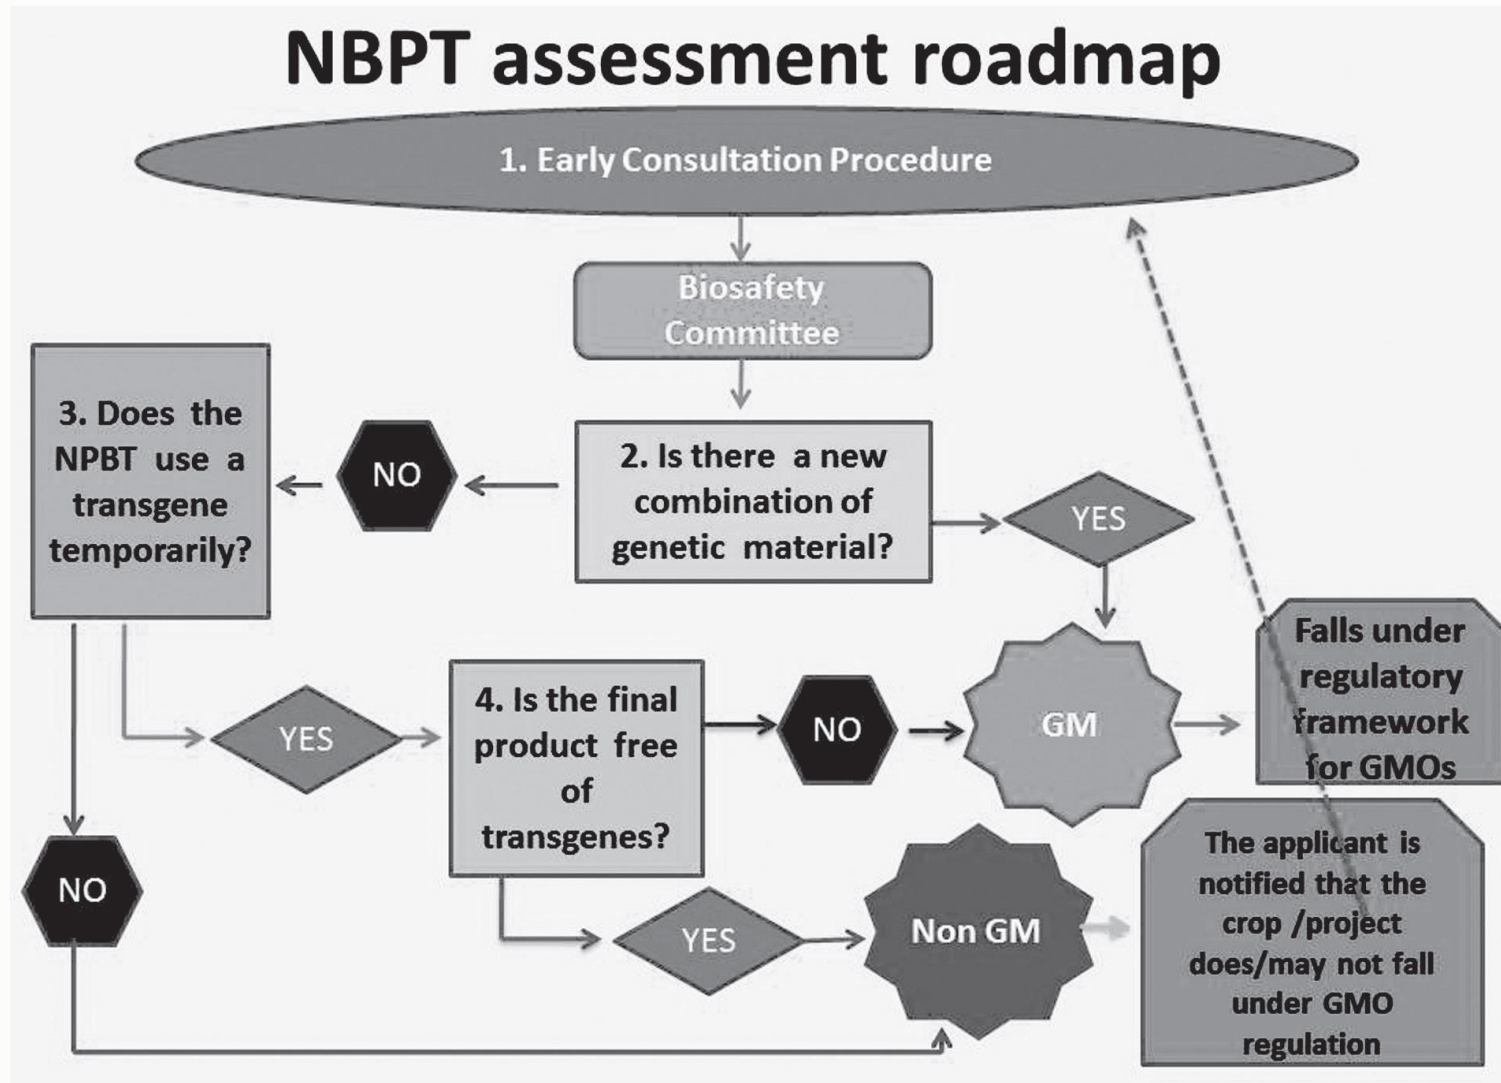 NBPT assessment roadmap
1. Early Consultation Procedure
Biosafety
Committee
3. Does the
NPBT use a
transgene
temporarily?
NO
2. Is there a new
combination of
genetic material?
YES
Falls under
regulatory
framework
for GMOs
YES
4. Is the final
product free
of
transgenes?
NO
GM
NO
YES
Non GM
The applicant is
notified that the
crop /project
does/may not fall
under GMO
regulation